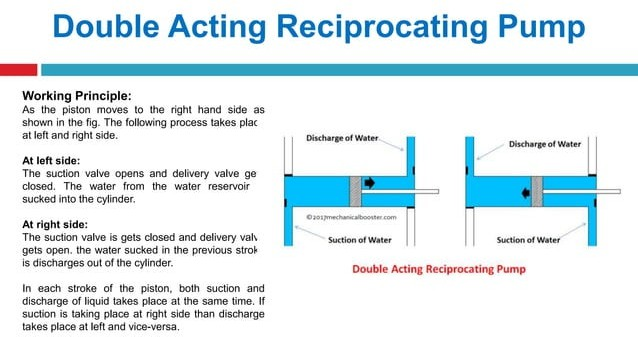 Double Acting Reciprocating Pump
Working Principle:
As the piston moves to the right hand side as
shown in the fig. The following process takes plac
at left and right side.
At left side:
The suction valve opens and delivery valve ge
closed. The water from the water reservoir
sucked into the cylinder.
At right side:
The suction valve is gets closed and delivery valv
gets open. the water sucked in the previous strok
is discharges out of the cylinder.
In each stroke of the piston, both suction and
discharge of liquid takes place at the same time. If
suction is taking place at right side than discharge
takes place at left and vice-versa.
Discharge of Water
©2017mechanicalbooster.com
Suction of Water
Discharge of Water
Suction of Water
Double Acting Reciprocating Pump